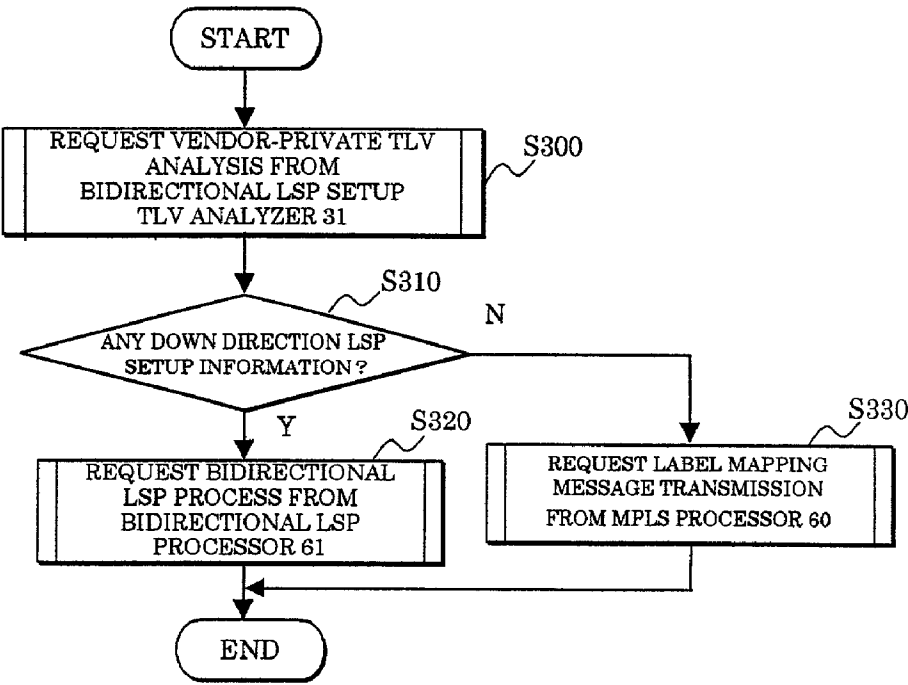 START
REQUEST VENDOR-PRIVATE TLV
ANALYSIS FROM
BIDIRECTIONAL LSP SETUP
TLV ANALYZER 31
S300
S310
ANY DOWN DIRECTION LSP
SETUP INFORMATION ?
N
Y
S320
REQUEST BIDIRECTIONAL
LSP PROCESS FROM
BIDIRECTIONAL LSP
PROCESSOR 61
S330
REQUEST LABEL MAPPING
MESSAGE TRANSMISSION
FROM MPLS PROCESSOR 60
END